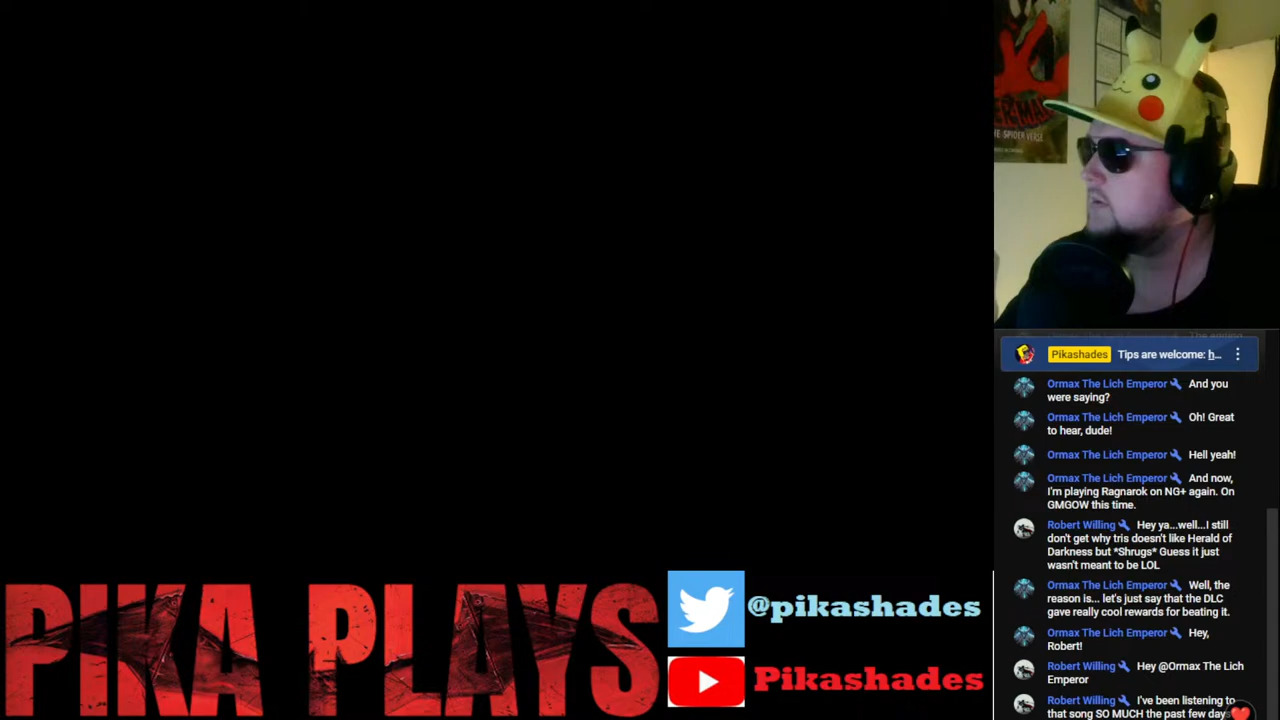 ER-MAN
HE SPIDER-VERSE
Pikashades Tips are welcome: h...
Ormax The Lich Emperor And you
were saying?
Ormax The Lich Emperor Oh! Great
to hear, dude!
Ormax The Lich Emperor Hell yeah!
Ormax The Lich Emperor And now,
I'm playing Ragnarok on NG+ again. On
GMGOW this time.
Robert Willing Hey ya...well...I still
don't get why tris doesn't like Herald of
Darkness but *Shrugs* Guess it just
wasn't meant to be LOL
Ormax The Lich Emperor Well, the
reason is... let's just say that the DLC
gave really cool rewards for beating it.
Ormax The Lich Emperor Hey,
Robert!
Robert Willing Hey @Ormax The Lich
Emperor
Robert Willing I've been listening to
that song SO MUCH the past few days
PIKA PLAYS
@pikashades
Pikashades